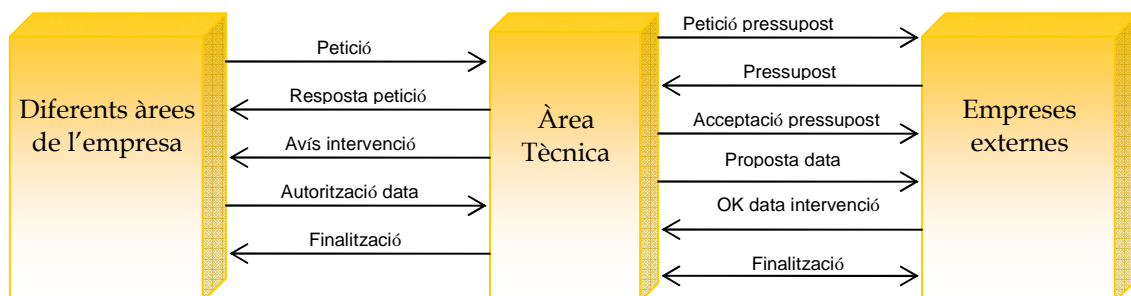 Diferents àrees
de l'empresa
Petició
Resposta petició
Avís intervenció
Autorització data
Finalització
Àrea
Tècnica
Petició pressupost
Pressupost
Acceptació pressupost
Proposta data
OK data intervenció
Finalització
Empreses
externes